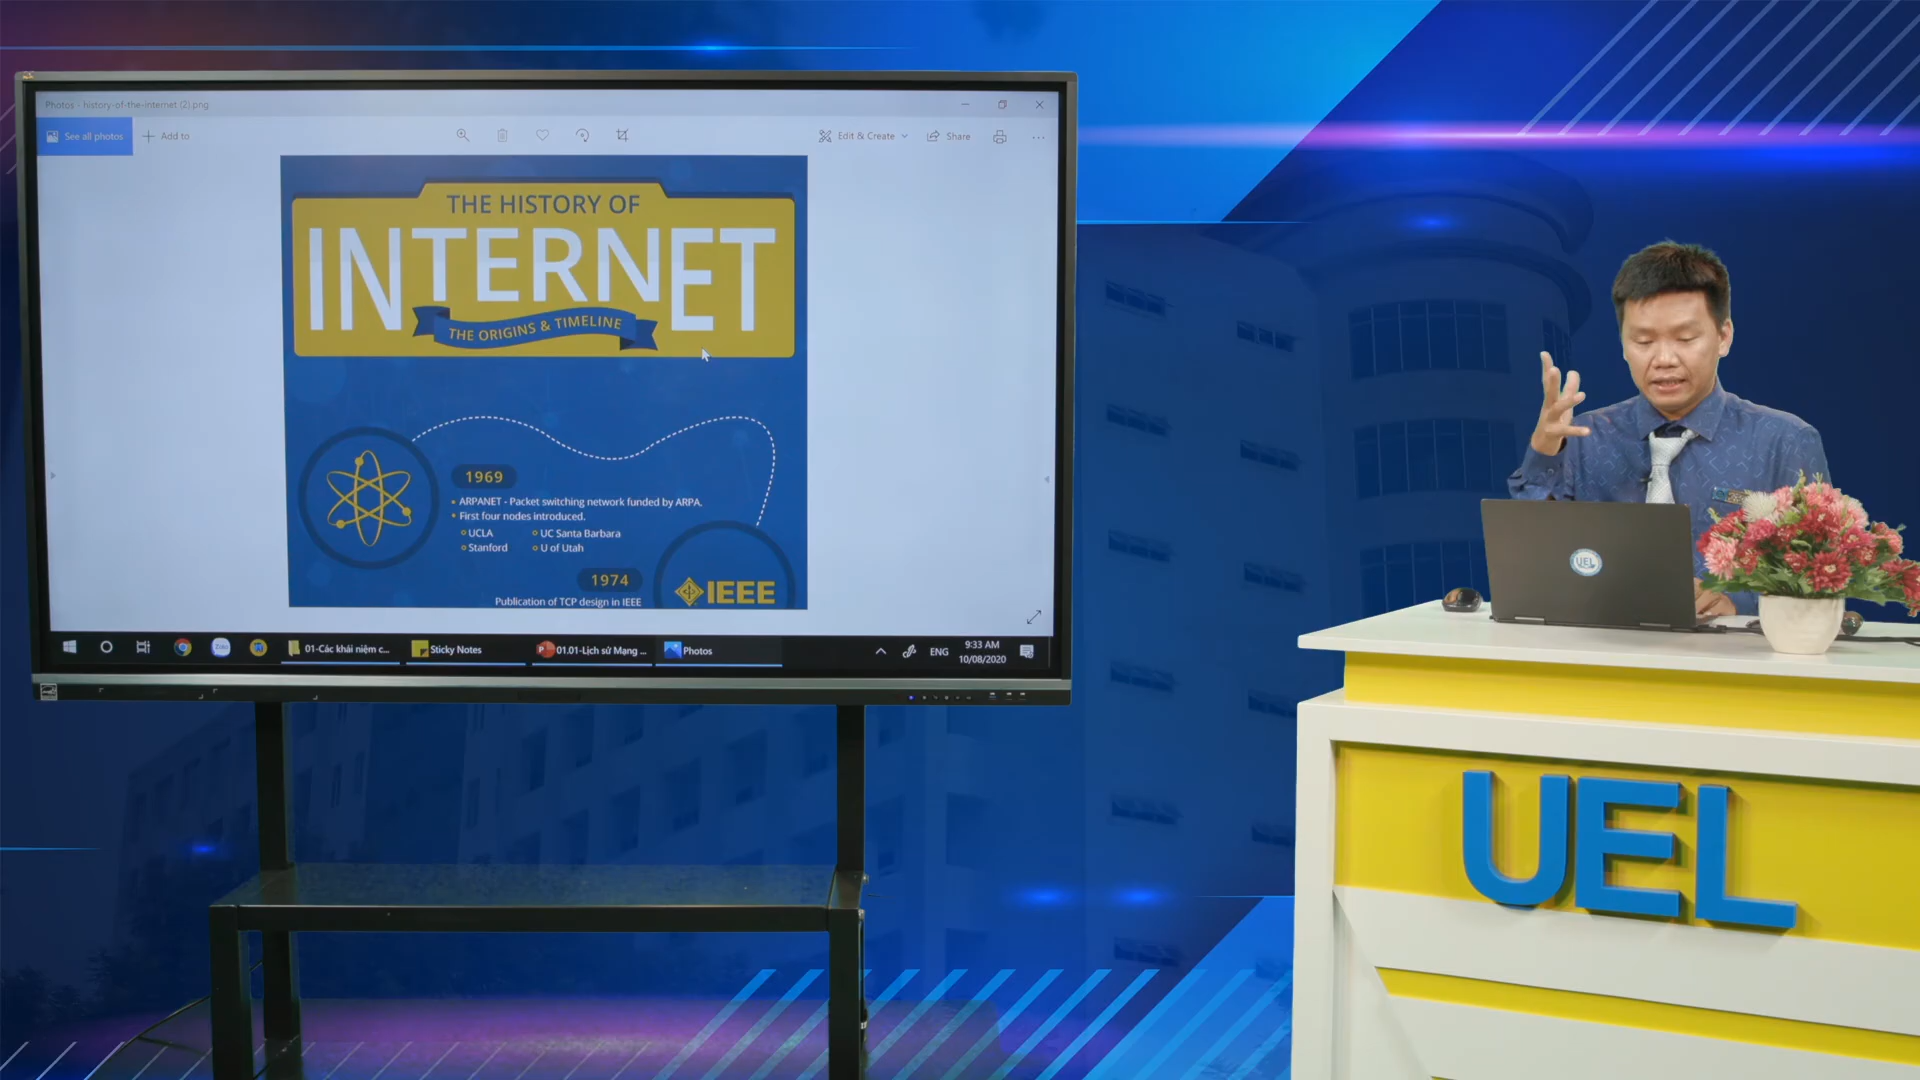 Photos - history-of-the-internet (2).png
See all photos
Add to
Edit & Create
Share
THE HISTORY OF
INTERNET
THE ORIGINS & TIMELINE
1969
ARPANET - Packet switching network funded by ARPA.
First four nodes introduced.
UCLA
UC Santa Barbara
Stanford
U of Utah
1974
Publication of TCP design in IEEE
IEEE
Zalo
01-Các khái niệm c...
Sticky Notes
01.01-Lịch sử Mạng ...
Photos
ENG
9:33 AM
10/08/2020
UEL
UEL